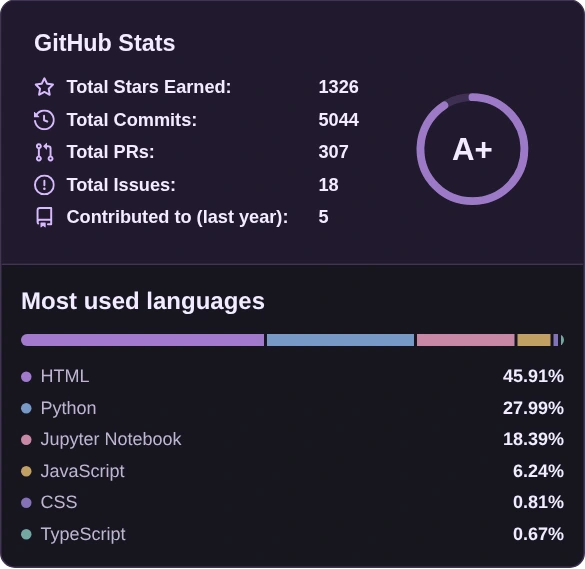 GitHub Stats
Total Stars Earned: 1326
Total Commits: 5044
Total PRs: 307
Total Issues: 18
Contributed to (last year): 5
A+
Most used languages
HTML 45.91%
Python 27.99%
Jupyter Notebook 18.39%
JavaScript 6.24%
CSS 0.81%
TypeScript 0.67%